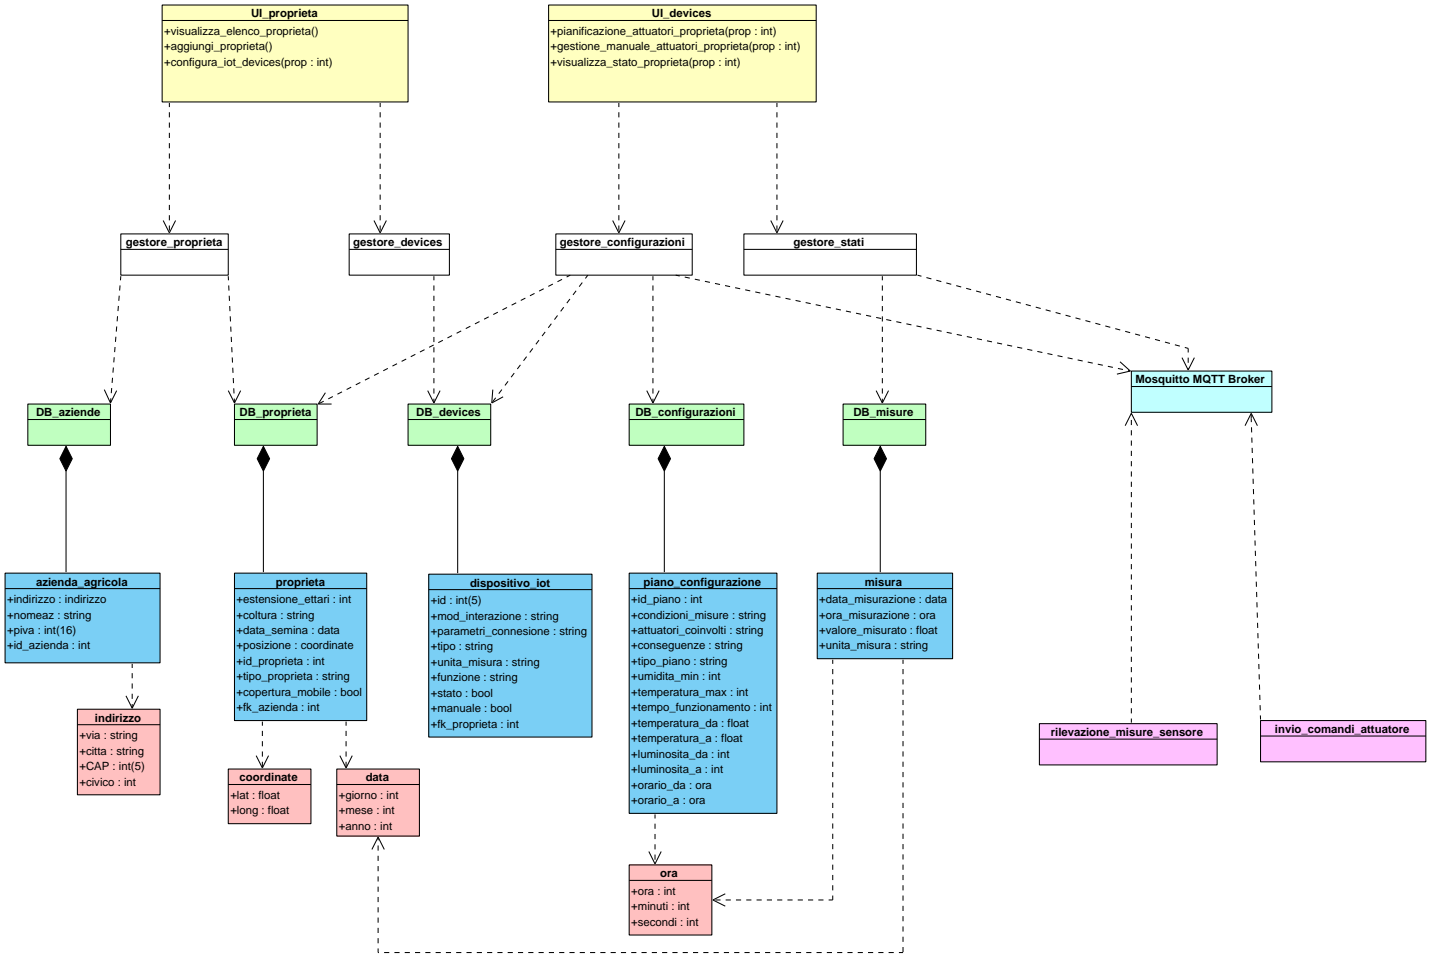 UI_proprieta
+visualizza_elenco_proprieta()
+aggiungi_proprieta()
+configura_iot_devices(prop : int)
UI_devices
+pianificazione_attuatori_proprieta(prop : int)
+gestione_manuale_attuatori_proprieta(prop : int)
+visualizza_stato_proprieta(prop : int)
gestore_proprieta
gestore_devices
gestore_configurazioni
gestore_stati
Mosquitto MQTT Broker
DB_aziende
DB_proprieta
DB_devices
DB_configurazioni
DB_misure
azienda_agricola
+indirizzo : indirizzo
+nomeaz : string
+piva : int(16)
+id_azienda : int
proprieta
+estensione_ettari : int
+coltura : string
+data_semina : data
+posizione : coordinate
+id_proprieta : int
+tipo_proprieta : string
+copertura_mobile : bool
+fk_azienda : int
dispositivo_iot
+id : int(5)
+mod_interazione : string
+parametri_connesione : string
+tipo : string
+unita_misura : string
+funzione : string
+stato : bool
+manuale : bool
+fk_proprieta : int
piano_configurazione
+id_piano : int
+condizioni_misure : string
+attuatori_coinvolti : string
+conseguenze : string
+tipo_piano : string
+umidita_min : int
+temperatura_max : int
+tempo_funzionamento : int
+temperatura_da : float
+temperatura_a : float
+luminosita_da : int
+luminosita_a : int
+orario_da : ora
+orario_a : ora
misura
+data_misurazione : data
+ora_misurazione : ora
+valore_misurato : float
+unita_misura : string
indirizzo
+via : string
+citta : string
+CAP : int(5)
+civico : int
coordinate
+lat : float
+long : float
data
+giorno : int
+mese : int
+anno : int
rilevazione_misure_sensore
invio_comandi_attuatore
ora
+ora : int
+minuti : int
+secondi : int